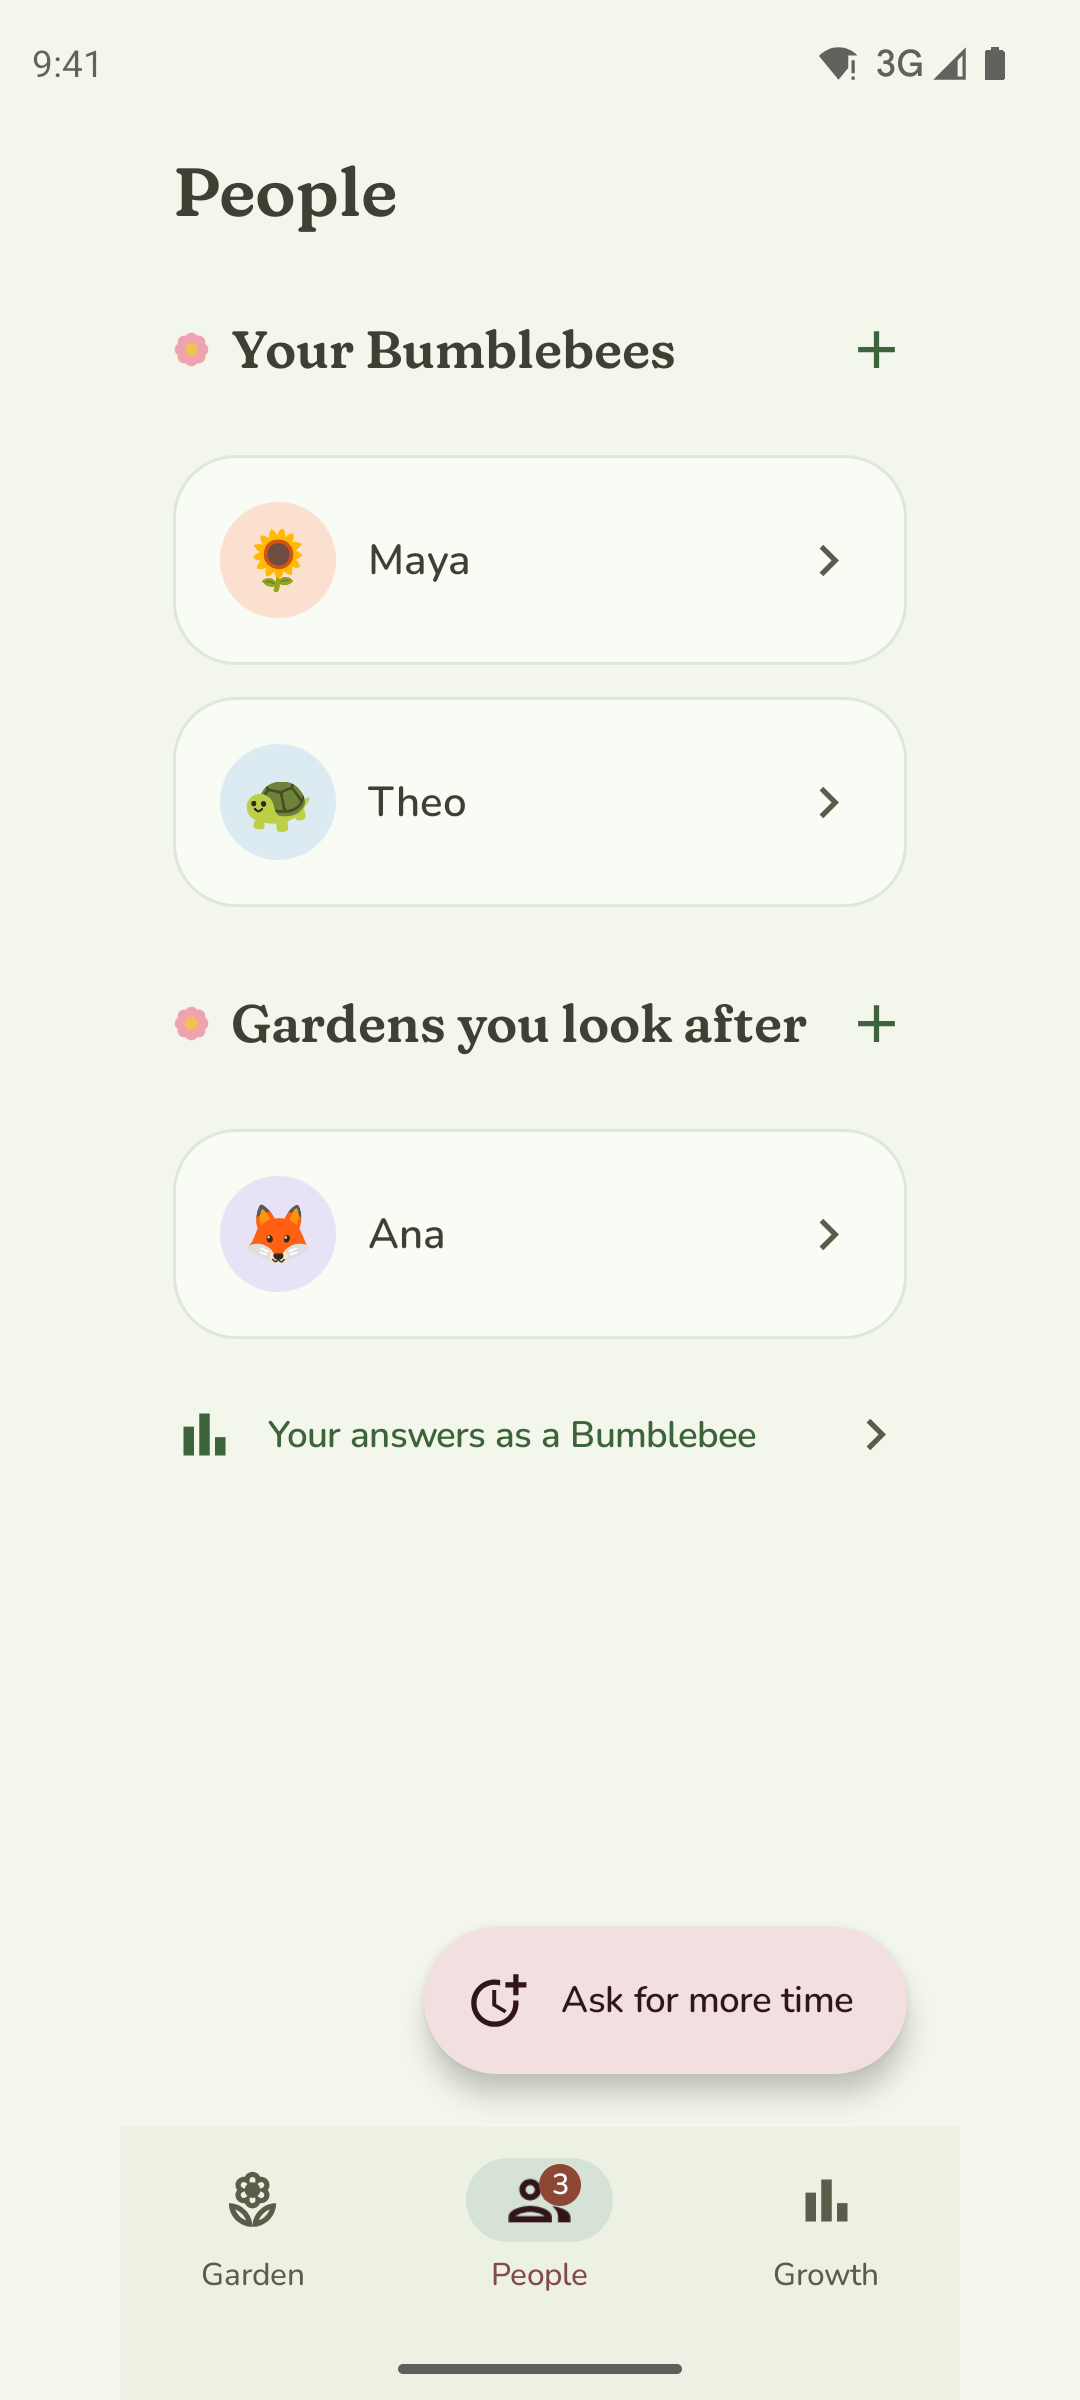 9:41
3G
People
Your Bumblebees
Maya
Theo
Gardens you look after
Ana
Your answers as a Bumblebee
Ask for more time
3
Garden
People
Growth